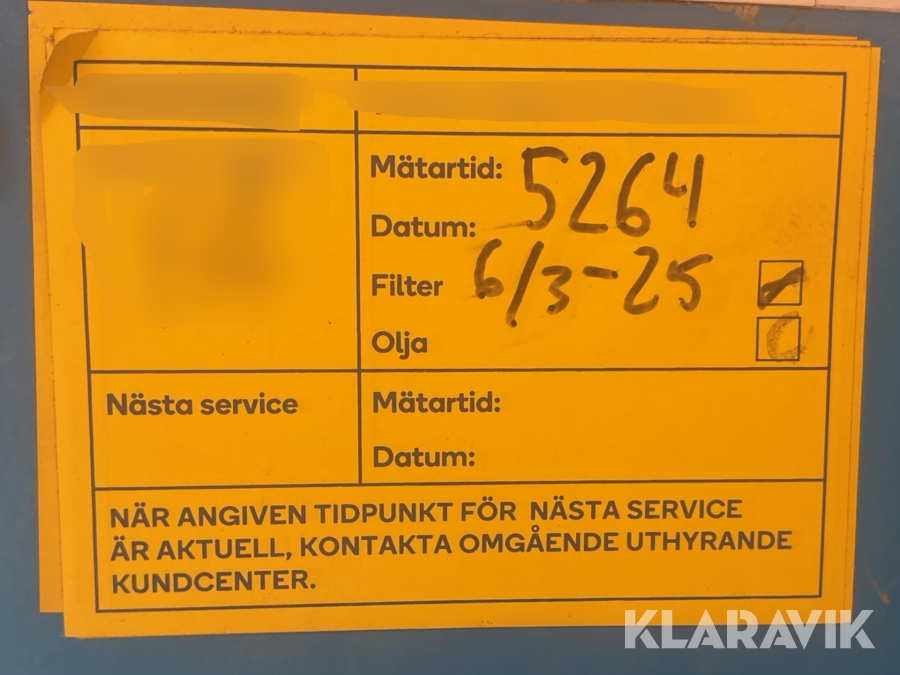 Mätartid: 5264
Datum: 6/3-25
Filter
Olja
Nästa service
Mätartid:
Datum:
NÄR ANGIVEN TIDPUNKT FÖR NÄSTA SERVICE
ÄR AKTUELL, KONTAKTA OMGÅENDE UTHYRANDE
KUNDCENTER.
KLARAVIK